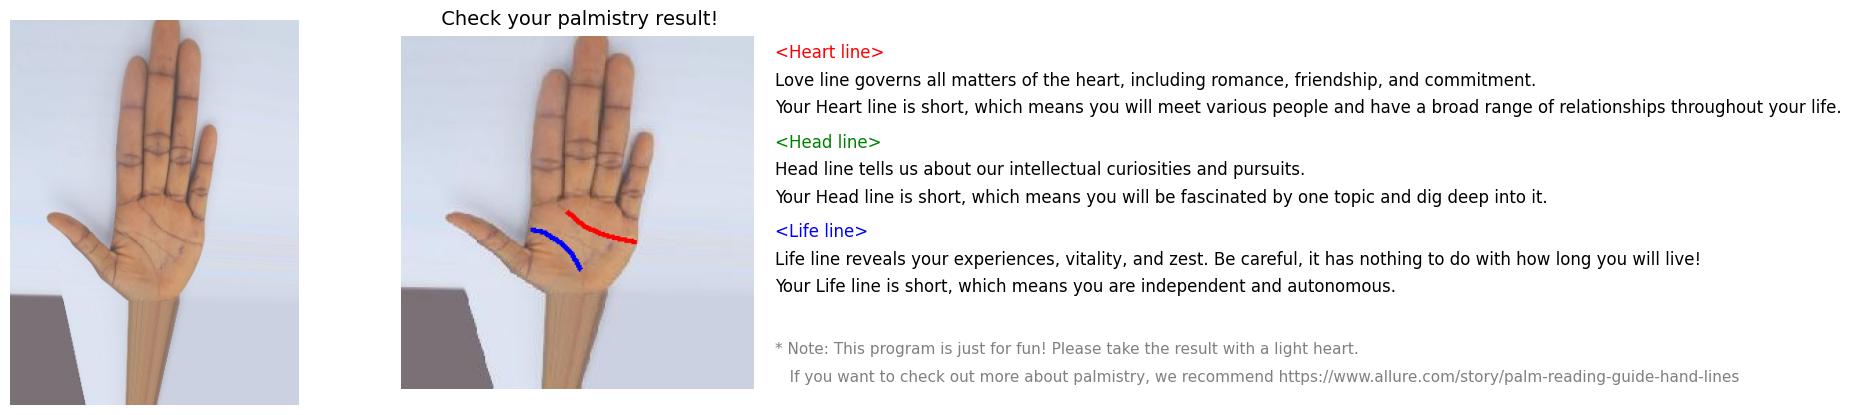 Check your palmistry result!
<Heart line>
Love line governs all matters of the heart, including romance, friendship, and commitment.
Your Heart line is short, which means you will meet various people and have a broad range of relationships throughout your life.
<Head line>
Head line tells us about our intellectual curiosities and pursuits.
Your Head line is short, which means you will be fascinated by one topic and dig deep into it.
<Life line>
Life line reveals your experiences, vitality, and zest. Be careful, it has nothing to do with how long you will live!
Your Life line is short, which means you are independent and autonomous.
* Note: This program is just for fun! Please take the result with a light heart.
If you want to check out more about palmistry, we recommend https://www.allure.com/story/palm-reading-guide-hand-lines